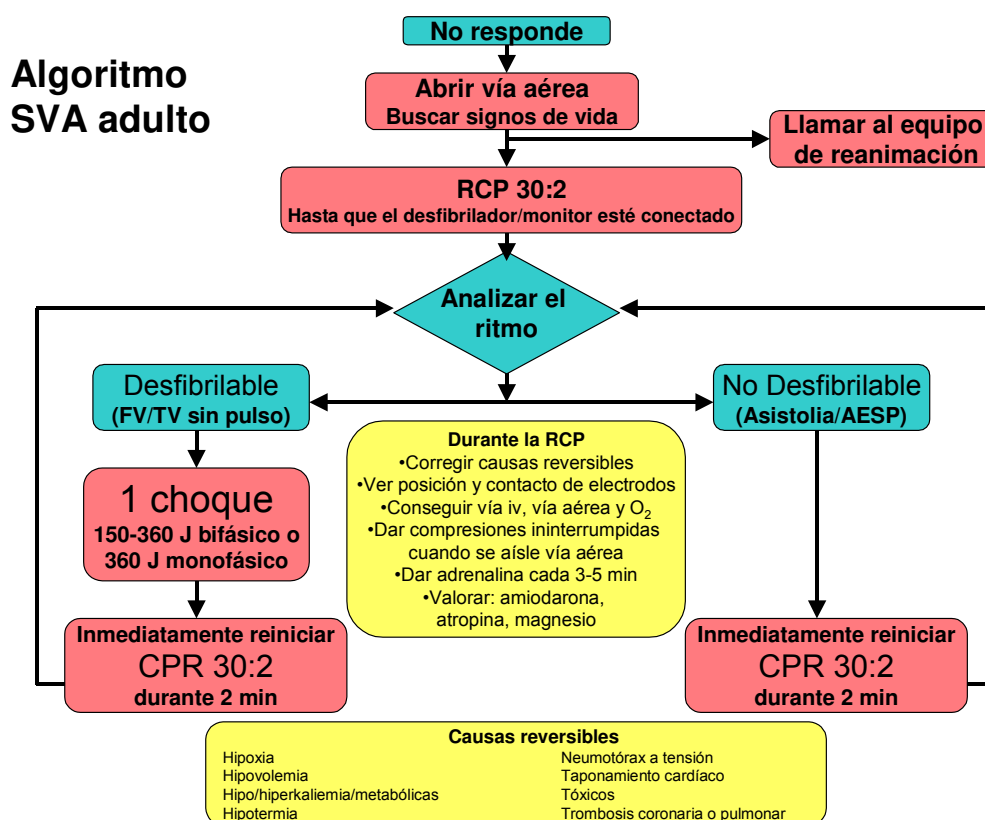 Algoritmo
SVA adulto
No responde
Abrir vía aérea
Buscar signos de vida
Llamar al equipo
de reanimación
RCP 30:2
Hasta que el desfibrilador/monitor esté conectado
Analizar el
ritmo
Desfibrilable
(FV/TV sin pulso)
No Desfibrilable
(Asistolia/AESP)
1 choque
150-360 J bifásico o
360 J monofásico
Durante la RCP
•Corregir causas reversibles
•Ver posición y contacto de electrodos
•Conseguir vía iv, vía aérea y O₂
•Dar compresiones ininterrumpidas
cuando se aísle vía aérea
•Dar adrenalina cada 3-5 min
•Valorar: amiodarona,
atropina, magnesio
Inmediatamente reiniciar
CPR 30:2
durante 2 min
Inmediatamente reiniciar
CPR 30:2
durante 2 min
Causas reversibles
Hipoxia
Hipovolemia
Hipo/hiperkaliemia/metabólicas
Hipotermia
Neumotórax a tensión
Taponamiento cardíaco
Tóxicos
Trombosis coronaria o pulmonar